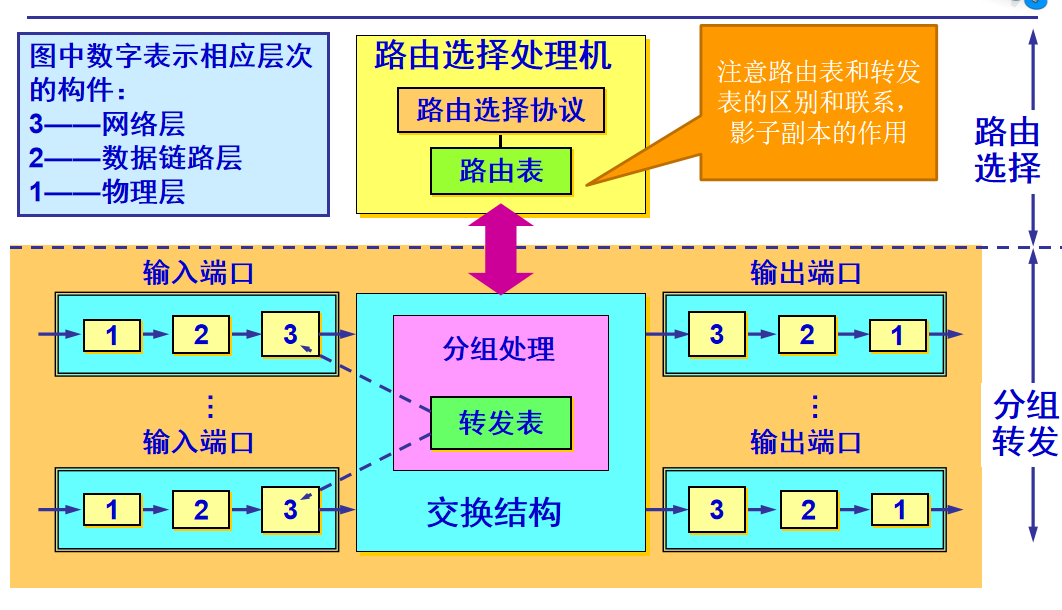 图中数字表示相应层次
的构件：
3——网络层
2——数据链路层
1——物理层
路由选择处理机
路由选择协议
路由表
注意路由表和转发
表的区别和联系，
影子副本的作用
路由
选择
输入端口
1 2 3
输入端口
1 2 3
分组处理
转发表
交换结构
输出端口
3 2 1
输出端口
3 2 1
分组
转发